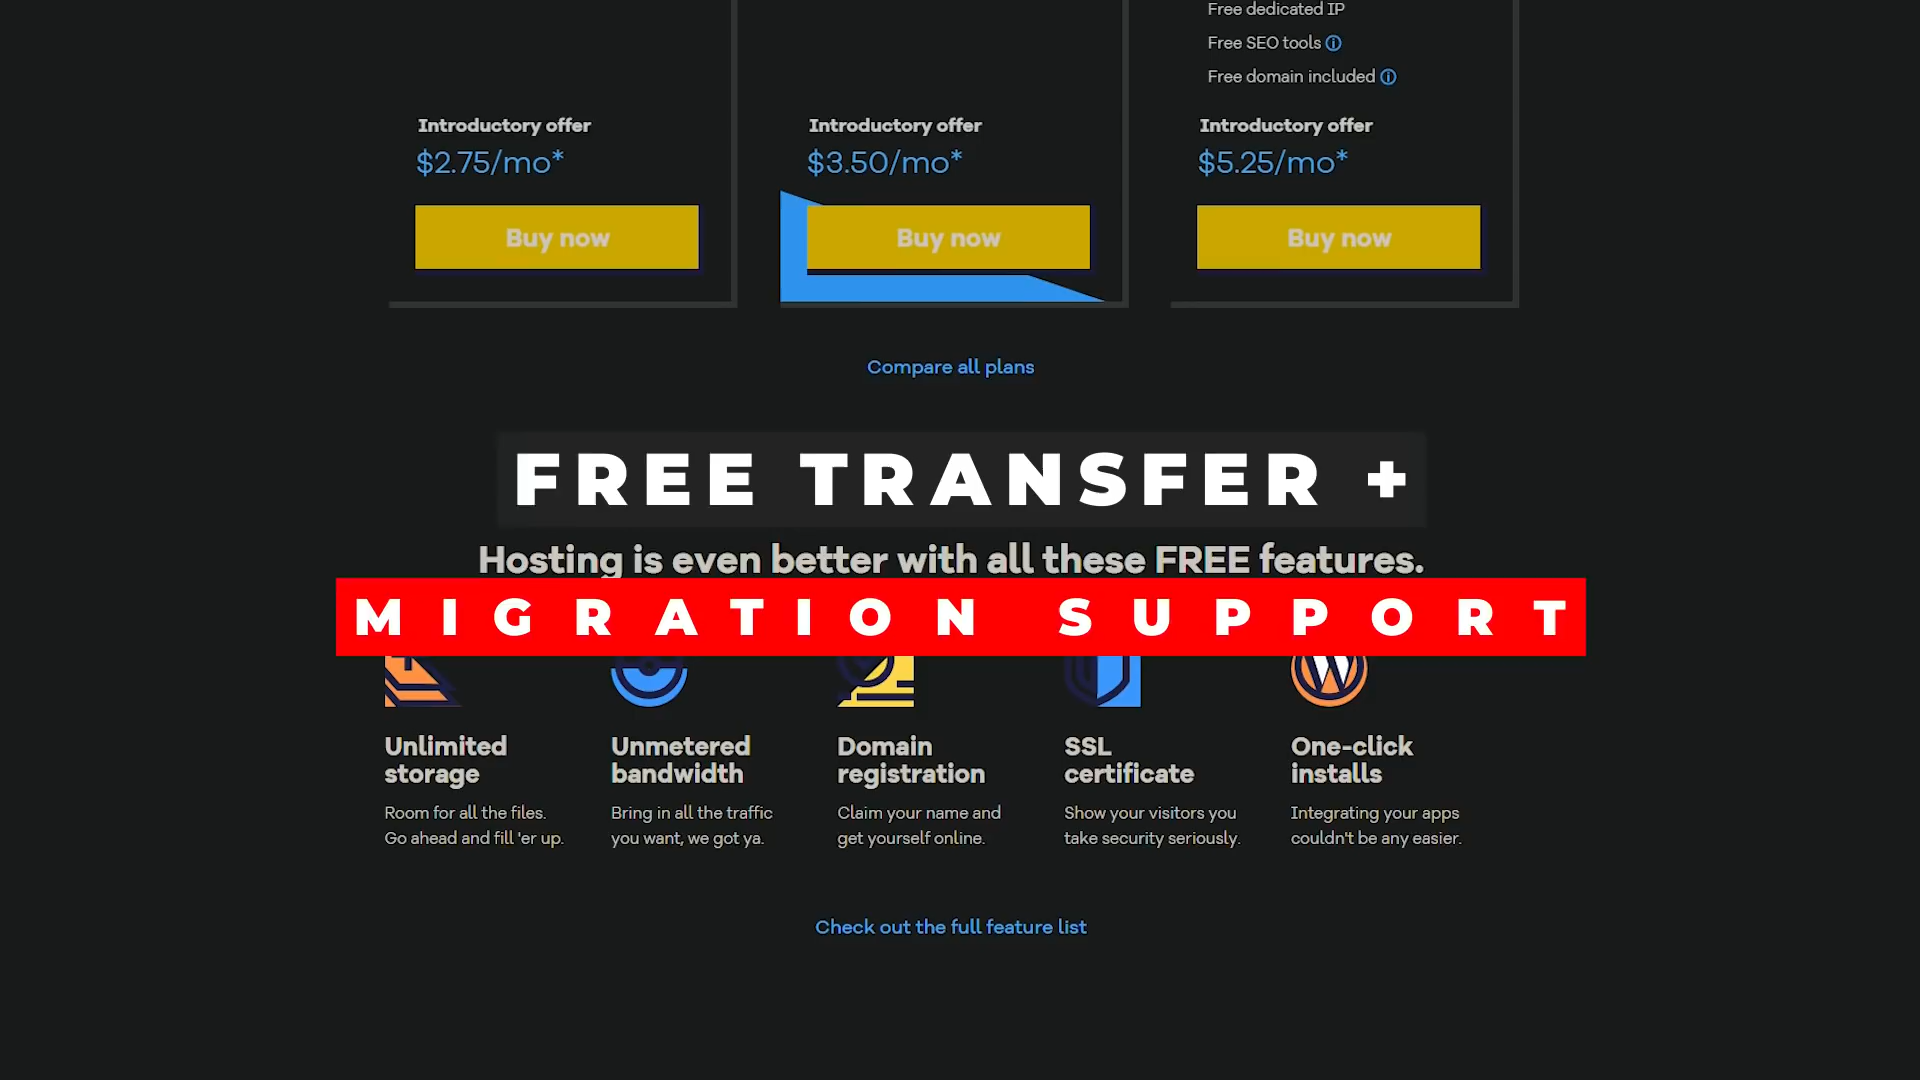 Free dedicated IP
Free SEO tools
Free domain included
Introductory offer
$2.75/mo*
Buy now
Introductory offer
$3.50/mo*
Buy now
Introductory offer
$5.25/mo*
Buy now
Compare all plans
FREE TRANSFER +
Hosting is even better with all these FREE features.
MIGRATION SUPPORT
Unlimited
storage
Room for all the files.
Go ahead and fill 'er up.
Unmetered
bandwidth
Bring in all the traffic
you want, we got ya.
Domain
registration
Claim your name and
get yourself online.
SSL
certificate
Show your visitors you
take security seriously.
One-click
installs
Integrating your apps
couldn't be any easier.
Check out the full feature list